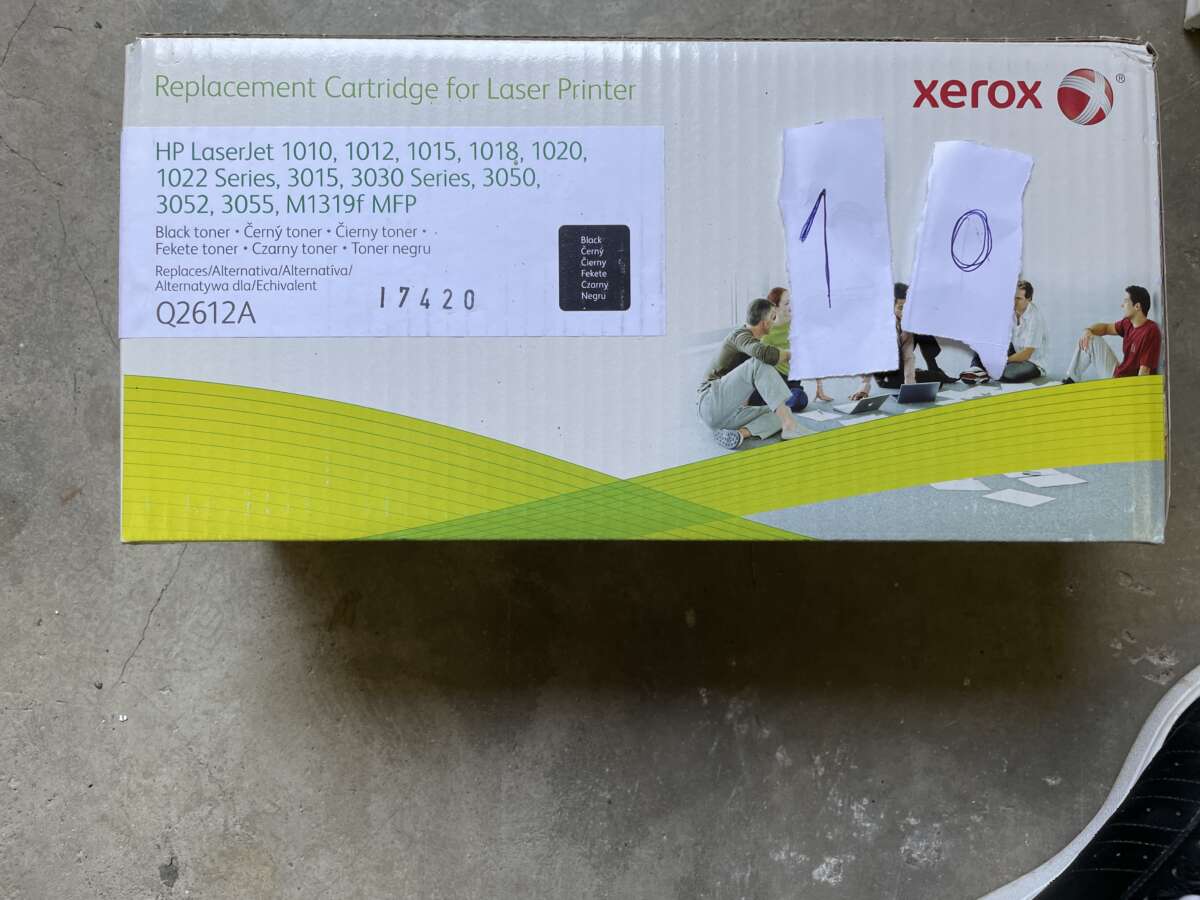 Replacement Cartridge for Laser Printer
xerox ®
HP LaserJet 1010, 1012, 1015, 1018, 1020,
1022 Series, 3015, 3030 Series, 3050,
3052, 3055, M1319f MFP
Black toner • Černý toner • Čierny toner •
Fekete toner • Czarny toner • Toner negru
Replaces/Alternativa/Alternatíva/
Alternatywa dla/Echivalent
Q2612A
17420
Black
Černý
Čierny
Fekete
Czarny
Negru
1 0